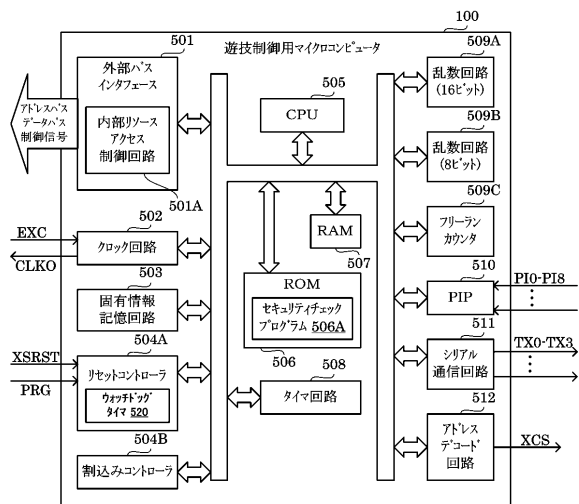 100
遊技制御用マイクロコンピュータ
501
外部バス
インタフェース
アドレスバス
データバス
制御信号
内部リソース
アクセス
制御回路
501A
EXC
CLKO
502
クロック回路
503
固有情報
記憶回路
504A
XSRST
PRG
リセットコントローラ
ウォッチドッグ
タイマ 520
504B
割込みコントローラ
505
CPU
RAM
507
ROM
セキュリティチェック
プログラム 506A
506
508
タイマ回路
509A
乱数回路
(16ビット)
509B
乱数回路
(8ビット)
509C
フリーラン
カウンタ
510
PIP
PI0-PI8
511
シリアル
通信回路
TX0-TX3
512
アドレス
デコード
回路
XCS